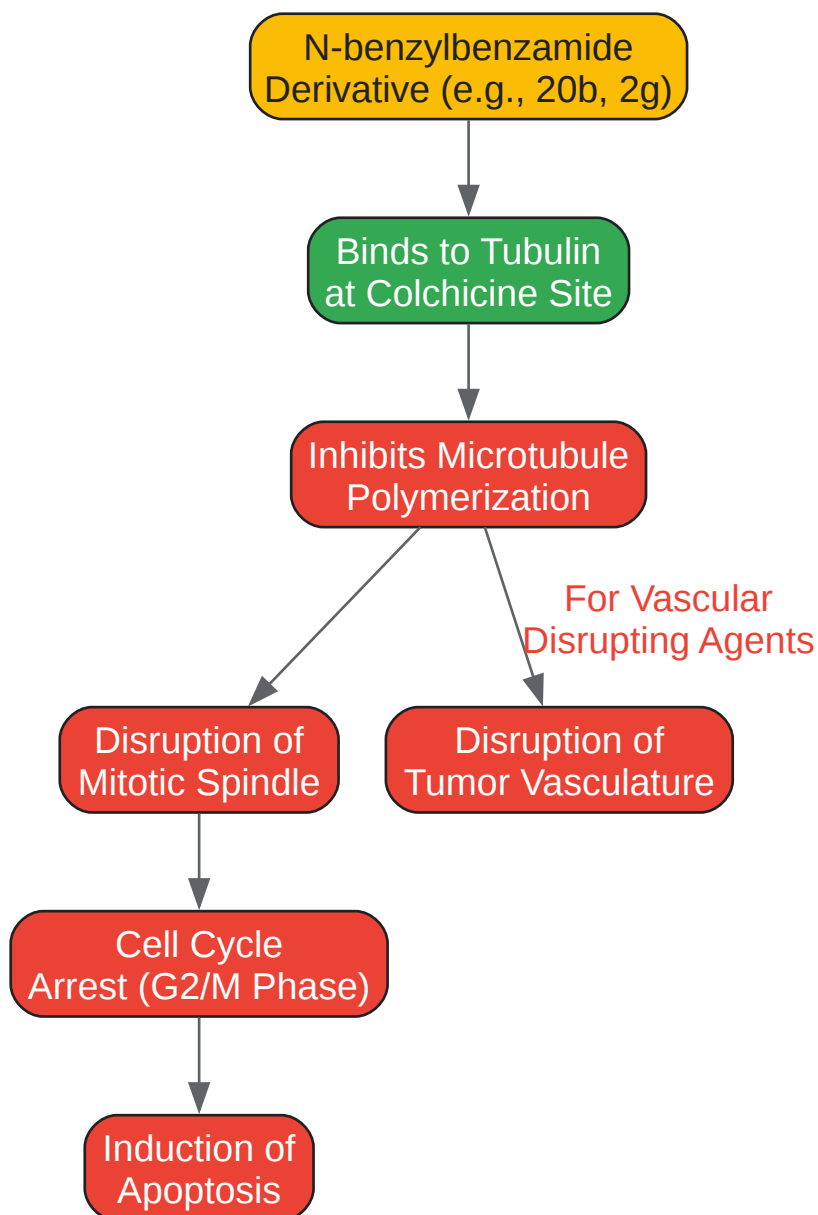 N-benzylbenzamide
Derivative (e.g., 20b, 2g)
Binds to Tubulin
at Colchicine Site
Inhibits Microtubule
Polymerization
For Vascular
Disrupting Agents
Disruption of
Mitotic Spindle
Disruption of
Tumor Vasculature
Cell Cycle
Arrest (G2/M Phase)
Induction of
Apoptosis